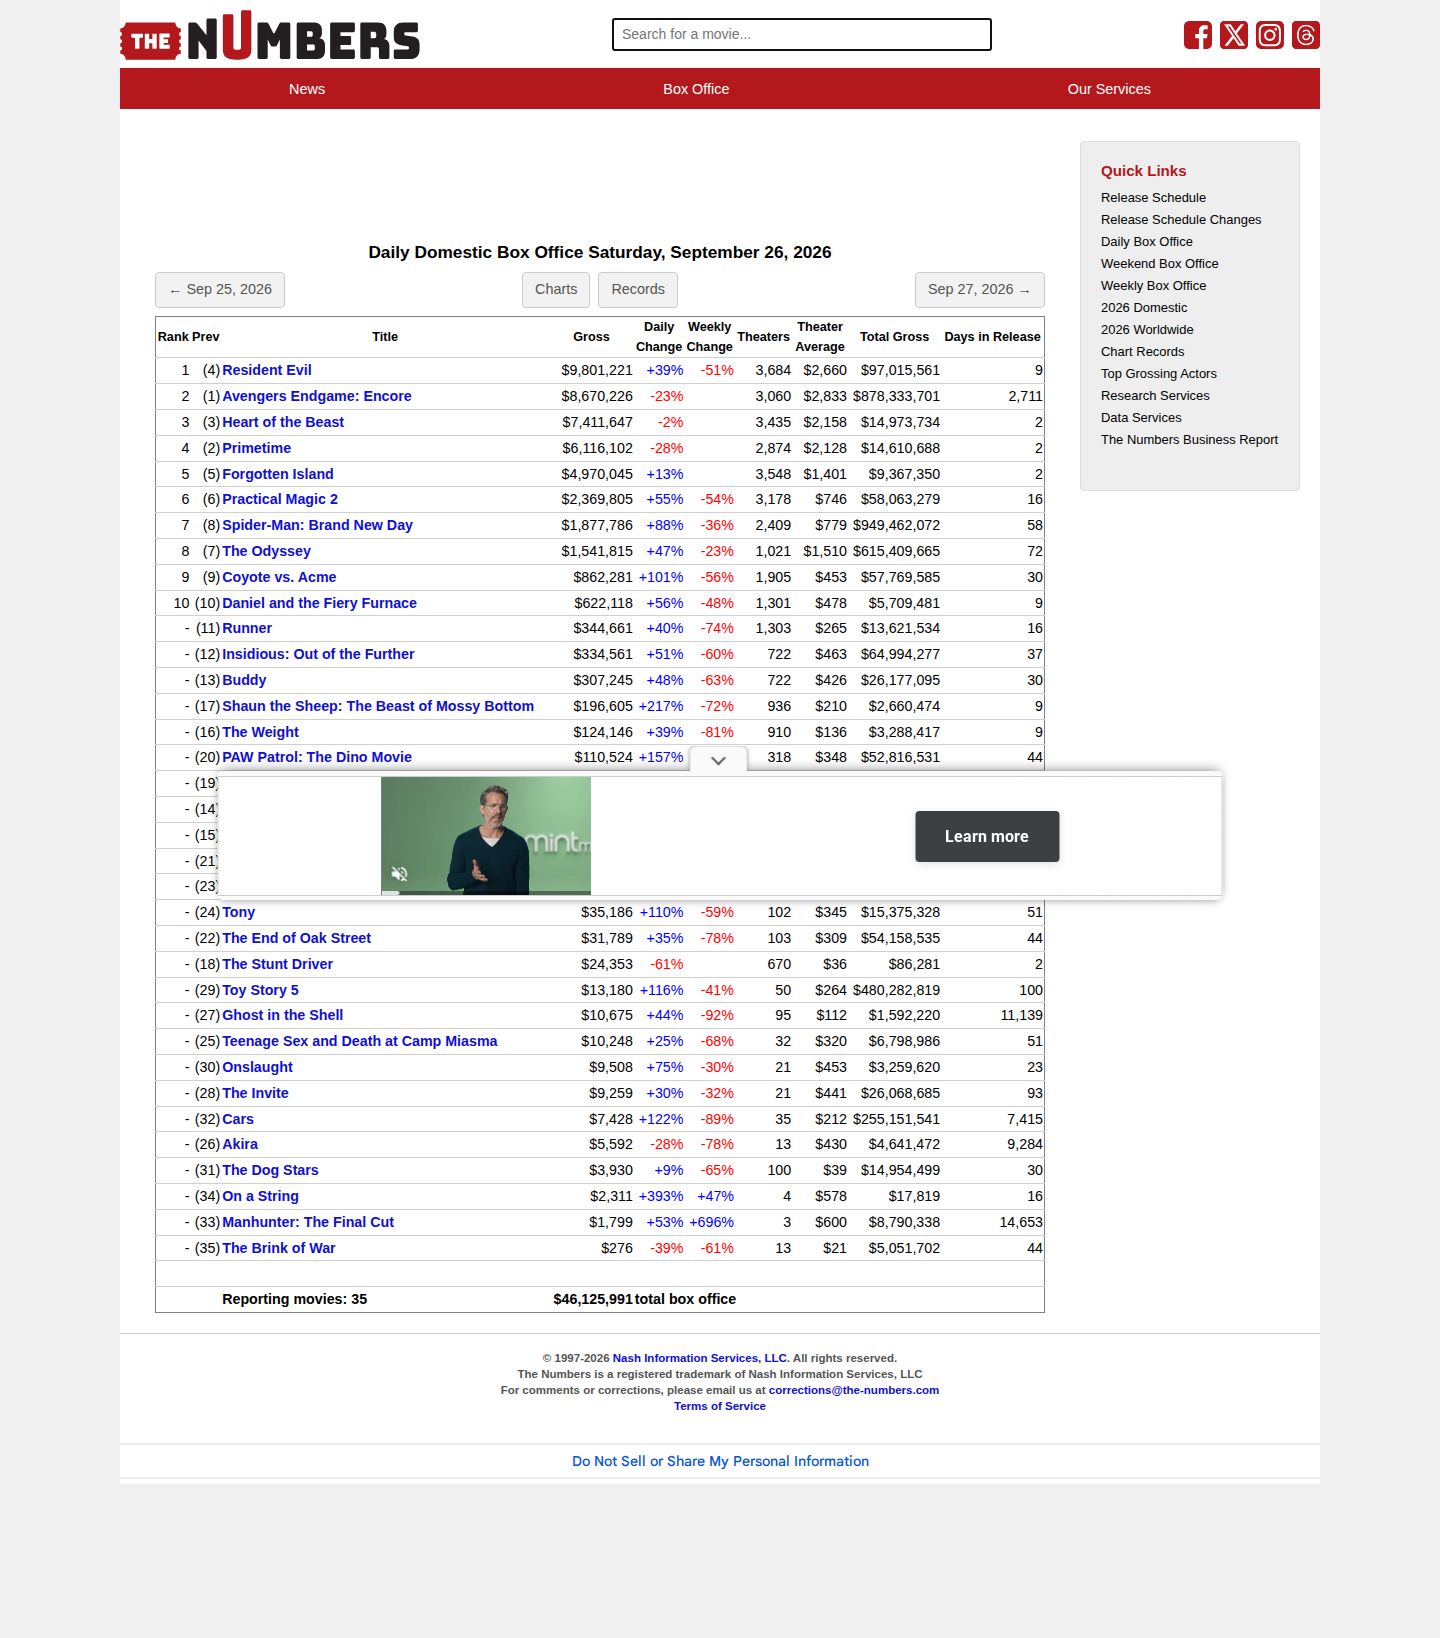 THE NUMBERS
Search for a movie...
News Box Office Our Services
Quick Links
Release Schedule
Release Schedule Changes
Daily Box Office
Weekend Box Office
Weekly Box Office
2026 Domestic
2026 Worldwide
Chart Records
Top Grossing Actors
Research Services
Data Services
The Numbers Business Report
Daily Domestic Box Office Saturday, September 26, 2026
← Sep 25, 2026 Charts Records Sep 27, 2026 →
Rank Prev Title Gross Daily Change Weekly Change Theaters Theater Average Total Gross Days in Release
1 (4) Resident Evil $9,801,221 +39% -51% 3,684 $2,660 $97,015,561 9
2 (1) Avengers Endgame: Encore $8,670,226 -23% 3,060 $2,833 $878,333,701 2,711
3 (3) Heart of the Beast $7,411,647 -2% 3,435 $2,158 $14,973,734 2
4 (2) Primetime $6,116,102 -28% 2,874 $2,128 $14,610,688 2
5 (5) Forgotten Island $4,970,045 +13% 3,548 $1,401 $9,367,350 2
6 (6) Practical Magic 2 $2,369,805 +55% -54% 3,178 $746 $58,063,279 16
7 (8) Spider-Man: Brand New Day $1,877,786 +88% -36% 2,409 $779 $949,462,072 58
8 (7) The Odyssey $1,541,815 +47% -23% 1,021 $1,510 $615,409,665 72
9 (9) Coyote vs. Acme $862,281 +101% -56% 1,905 $453 $57,769,585 30
10 (10) Daniel and the Fiery Furnace $622,118 +56% -48% 1,301 $478 $5,709,481 9
- (11) Runner $344,661 +40% -74% 1,303 $265 $13,621,534 16
- (12) Insidious: Out of the Further $334,561 +51% -60% 722 $463 $64,994,277 37
- (13) Buddy $307,245 +48% -63% 722 $426 $26,177,095 30
- (17) Shaun the Sheep: The Beast of Mossy Bottom $196,605 +217% -72% 936 $210 $2,660,474 9
- (16) The Weight $124,146 +39% -81% 910 $136 $3,288,417 9
- (20) PAW Patrol: The Dino Movie $110,524 +157% 318 $348 $52,816,531 44
- (19)
- (14)
- (15)
- (21)
- (23)
mint
Learn more
- (24) Tony $35,186 +110% -59% 102 $345 $15,375,328 51
- (22) The End of Oak Street $31,789 +35% -78% 103 $309 $54,158,535 44
- (18) The Stunt Driver $24,353 -61% 670 $36 $86,281 2
- (29) Toy Story 5 $13,180 +116% -41% 50 $264 $480,282,819 100
- (27) Ghost in the Shell $10,675 +44% -92% 95 $112 $1,592,220 11,139
- (25) Teenage Sex and Death at Camp Miasma $10,248 +25% -68% 32 $320 $6,798,986 51
- (30) Onslaught $9,508 +75% -30% 21 $453 $3,259,620 23
- (28) The Invite $9,259 +30% -32% 21 $441 $26,068,685 93
- (32) Cars $7,428 +122% -89% 35 $212 $255,151,541 7,415
- (26) Akira $5,592 -28% -78% 13 $430 $4,641,472 9,284
- (31) The Dog Stars $3,930 +9% -65% 100 $39 $14,954,499 30
- (34) On a String $2,311 +393% +47% 4 $578 $17,819 16
- (33) Manhunter: The Final Cut $1,799 +53% +696% 3 $600 $8,790,338 14,653
- (35) The Brink of War $276 -39% -61% 13 $21 $5,051,702 44
Reporting movies: 35 $46,125,991 total box office
© 1997-2026 Nash Information Services, LLC. All rights reserved.
The Numbers is a registered trademark of Nash Information Services, LLC
For comments or corrections, please email us at corrections@the-numbers.com
Terms of Service
Do Not Sell or Share My Personal Information